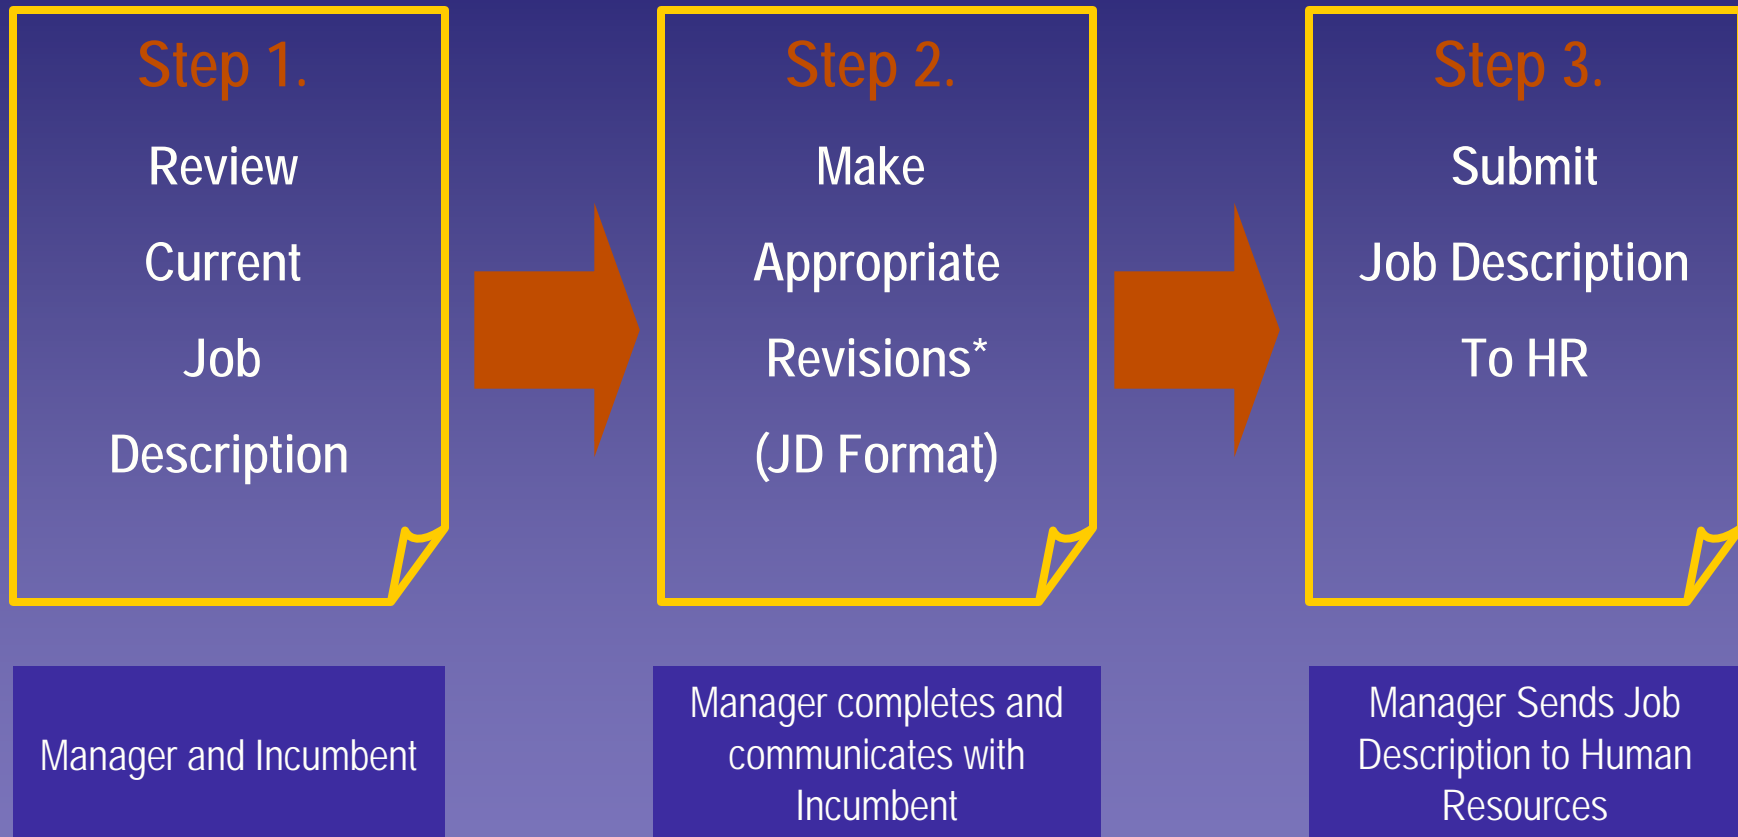 Step 1.
Review
Current
Job
Description
Manager and Incumbent
Step 2.
Make
Appropriate
Revisions*
(JD Format)
Manager completes and
communicates with
Incumbent
Step 3.
Submit
Job Description
To HR
Manager Sends Job
Description to Human
Resources